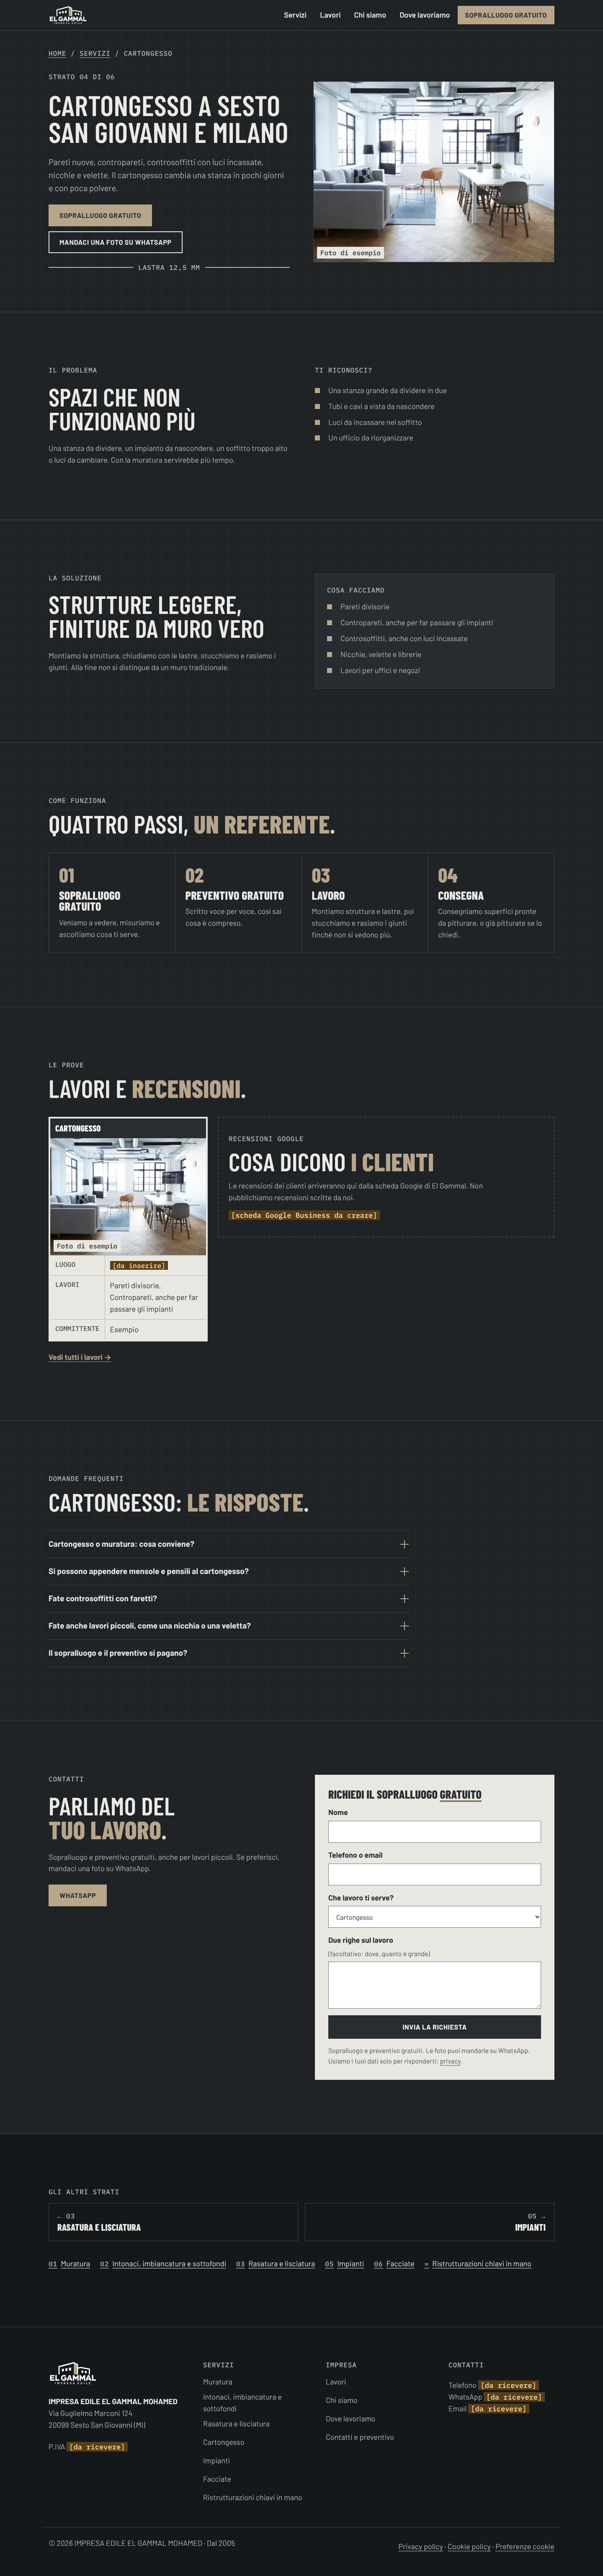 EL GAMMAL
IMPRESA EDILE
Servizi
Lavori
Chi siamo
Dove lavoriamo
SOPRALLUOGO GRATUITO
HOME / SERVIZI / CARTONGESSO
STRATO 04 DI 06
CARTONGESSO A SESTO
SAN GIOVANNI E MILANO
Pareti nuove, contropareti, controsoffitti con luci incassate,
nicchie e velette. Il cartongesso cambia una stanza in pochi giorni
e con poca polvere.
SOPRALLUOGO GRATUITO
MANDACI UNA FOTO SU WHATSAPP
LASTRA 12,5 MM
Foto di esempio
IL PROBLEMA
SPAZI CHE NON
FUNZIONANO PIÙ
Una stanza da dividere, un impianto da nascondere, un soffitto troppo alto
o luci da cambiare. Con la muratura servirebbe più tempo.
TI RICONOSCI?
Una stanza grande da dividere in due
Tubi e cavi a vista da nascondere
Luci da incassare nel soffitto
Un ufficio da riorganizzare
LA SOLUZIONE
STRUTTURE LEGGERE,
FINITURE DA MURO VERO
Montiamo la struttura, chiudiamo con le lastre, stucchiamo e rasiamo i
giunti. Alla fine non si distingue da un muro tradizionale.
COSA FACCIAMO
Pareti divisorie
Contropareti, anche per far passare gli impianti
Controsoffitti, anche con luci incassate
Nicchie, velette e librerie
Lavori per uffici e negozi
COME FUNZIONA
QUATTRO PASSI, UN REFERENTE.
01
SOPRALLUOGO
GRATUITO
Veniamo a vedere, misuriamo e
ascoltiamo cosa ti serve.
02
PREVENTIVO GRATUITO
Scritto voce per voce, così sai
cosa è compreso.
03
LAVORO
Montiamo struttura e lastre, poi
stucchiamo e rasiamo i giunti
finché non si vedono più.
04
CONSEGNA
Consegniamo superfici pronte
da pitturare, o già pitturate se lo
chiedi.
LE PROVE
LAVORI E RECENSIONI.
CARTONGESSO
Foto di esempio
LUOGO
[da inserire]
LAVORI
Pareti divisorie,
Contropareti, anche per far
passare gli impianti
COMMITTENTE
Esempio
RECENSIONI GOOGLE
COSA DICONO I CLIENTI
Le recensioni dei clienti arriveranno qui dalla scheda Google di El Gammal. Non
pubblichiamo recensioni scritte da noi.
[scheda Google Business da creare]
Vedi tutti i lavori →
DOMANDE FREQUENTI
CARTONGESSO: LE RISPOSTE.
Cartongesso o muratura: cosa conviene?
Si possono appendere mensole e pensili al cartongesso?
Fate controsoffitti con faretti?
Fate anche lavori piccoli, come una nicchia o una veletta?
Il sopralluogo e il preventivo si pagano?
CONTATTI
PARLIAMO DEL
TUO LAVORO.
Sopralluogo e preventivo gratuiti, anche per lavori piccoli. Se preferisci,
mandaci una foto su WhatsApp.
WHATSAPP
RICHIEDI IL SOPRALLUOGO GRATUITO
Nome
Telefono o email
Che lavoro ti serve?
Cartongesso
Due righe sul lavoro
(facoltativo: dove, quanto è grande)
INVIA LA RICHIESTA
Sopralluogo e preventivo gratuiti. Le foto puoi mandarle su WhatsApp.
Usiamo i tuoi dati solo per risponderti: privacy.
GLI ALTRI STRATI
← 03
RASATURA E LISCIATURA
05 →
IMPIANTI
01 Muratura
02 Intonaci, imbiancatura e sottofondi
03 Rasatura e lisciatura
05 Impianti
06 Facciate
= Ristrutturazioni chiavi in mano
EL GAMMAL
IMPRESA EDILE
IMPRESA EDILE EL GAMMAL MOHAMED
Via Guglielmo Marconi 124
20099 Sesto San Giovanni (MI)
P.IVA [da ricevere]
SERVIZI
Muratura
Intonaci, imbiancatura e
sottofondi
Rasatura e lisciatura
Cartongesso
Impianti
Facciate
Ristrutturazioni chiavi in mano
IMPRESA
Lavori
Chi siamo
Dove lavoriamo
Contatti e preventivo
CONTATTI
Telefono [da ricevere]
WhatsApp [da ricevere]
Email [da ricevere]
© 2026 IMPRESA EDILE EL GAMMAL MOHAMED · Dal 2005
Privacy policy · Cookie policy · Preferenze cookie